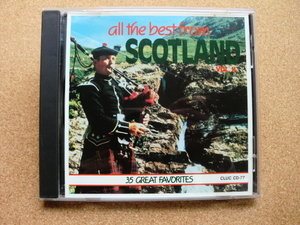 all the best from
SCOTLAND
35 GREAT FAVORITES
CLUC CD-77